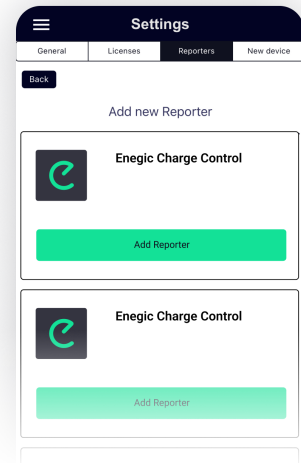 Settings
General Licenses Reporters New device
Back
Add new Reporter
Enegic Charge Control
Add Reporter
Enegic Charge Control
Add Reporter